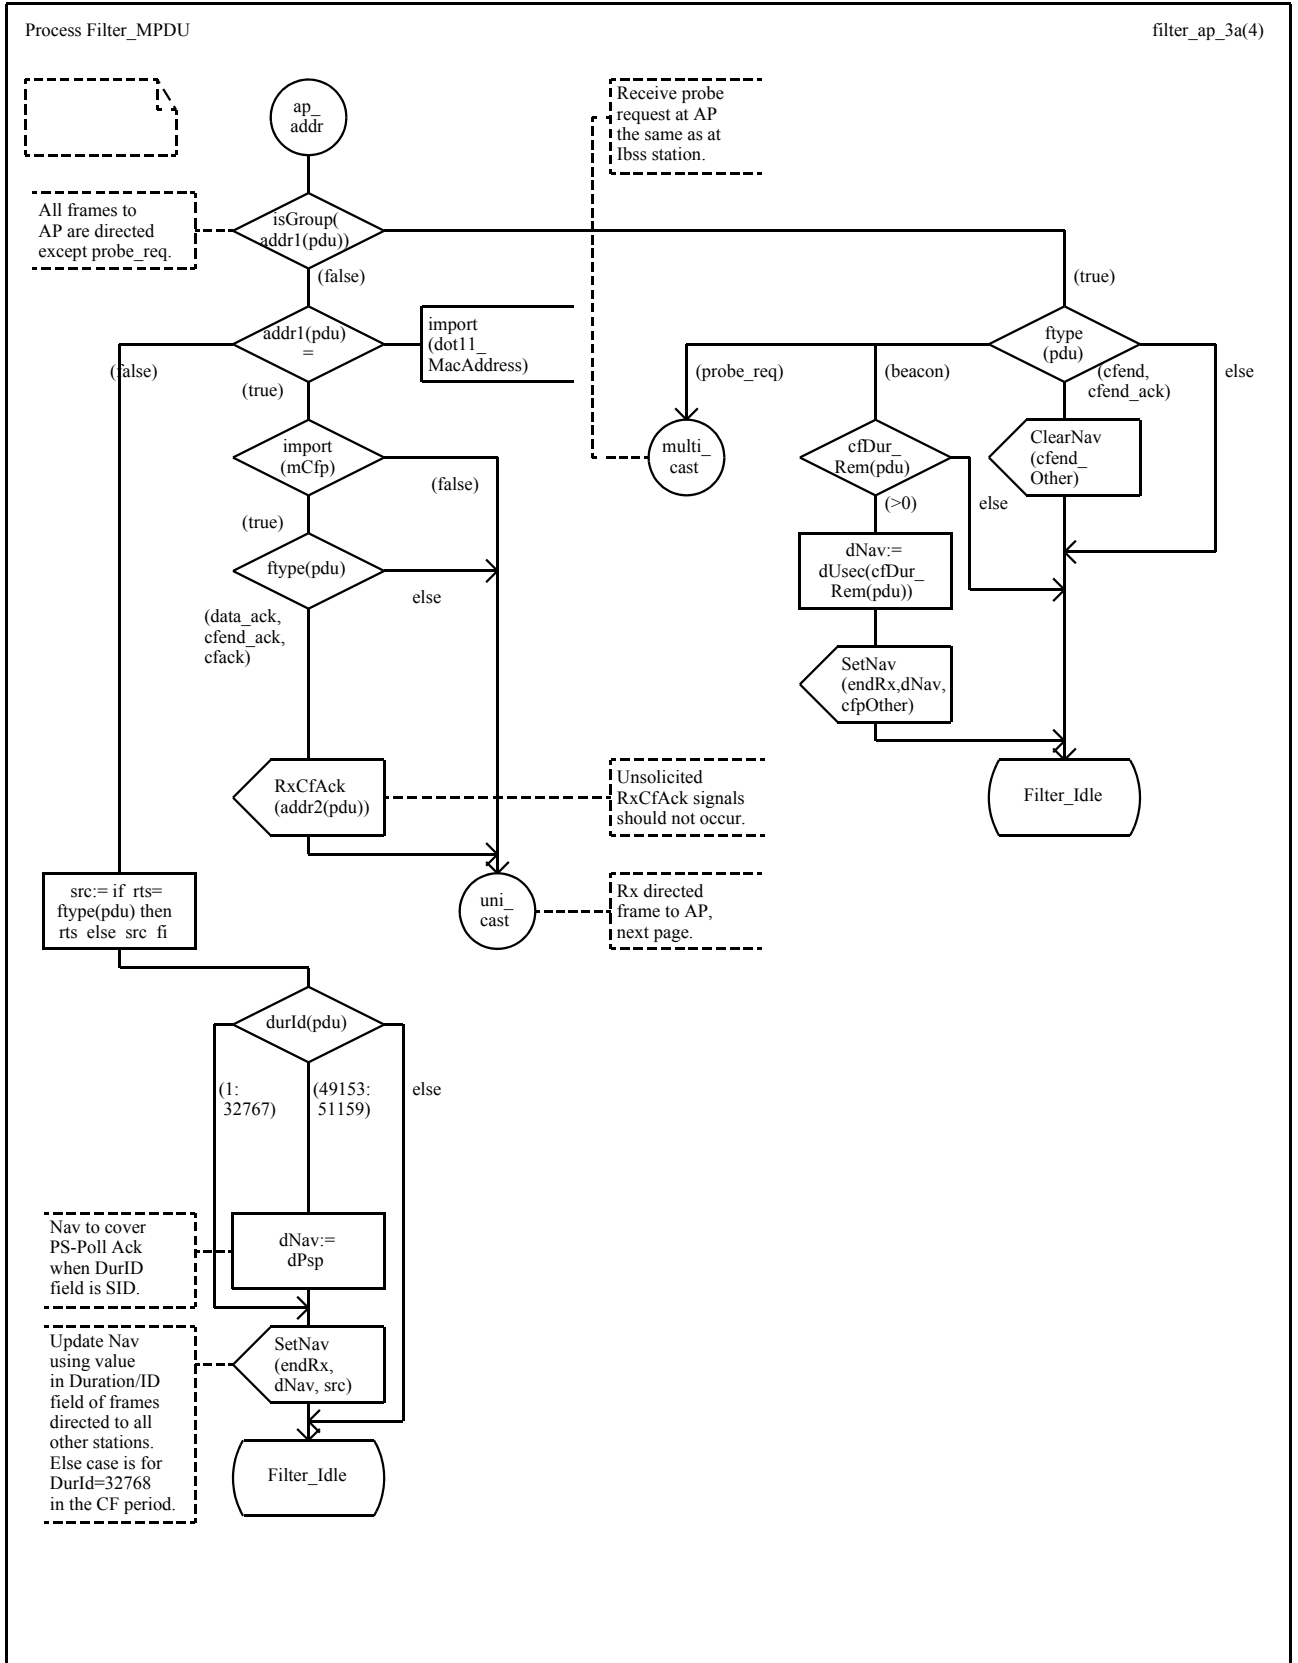 Process Filter_MPDU
filter_ap_3a(4)
ap_
addr
Receive probe
request at AP
the same as at
Ibss station.
All frames to
AP are directed
except probe_req.
isGroup(
addr1(pdu))
(false)
(true)
addr1(pdu)
=
import
(dot11_
MacAddress)
ftype
(pdu)
(false)
(true)
(probe_req)
(beacon)
(cfend,
cfend_ack)
else
import
(mCfp)
(false)
(true)
multi_
cast
cfDur_
Rem(pdu)
(>0)
else
ClearNav
(cfend_
Other)
ftype(pdu)
else
(data_ack,
cfend_ack,
cfack)
dNav:=
dUsec(cfDur_
Rem(pdu))
SetNav
(endRx,dNav,
cfpOther)
RxCfAck
(addr2(pdu))
Unsolicited
RxCfAck signals
should not occur.
Filter_Idle
src:= if rts=
ftype(pdu) then
rts else src fi
uni_
cast
Rx directed
frame to AP,
next page.
durId(pdu)
(1:
32767)
(49153:
51159)
else
Nav to cover
PS-Poll Ack
when DurID
field is SID.
dNav:=
dPsp
Update Nav
using value
in Duration/ID
field of frames
directed to all
other stations.
Else case is for
DurId=32768
in the CF period.
SetNav
(endRx,
dNav, src)
Filter_Idle